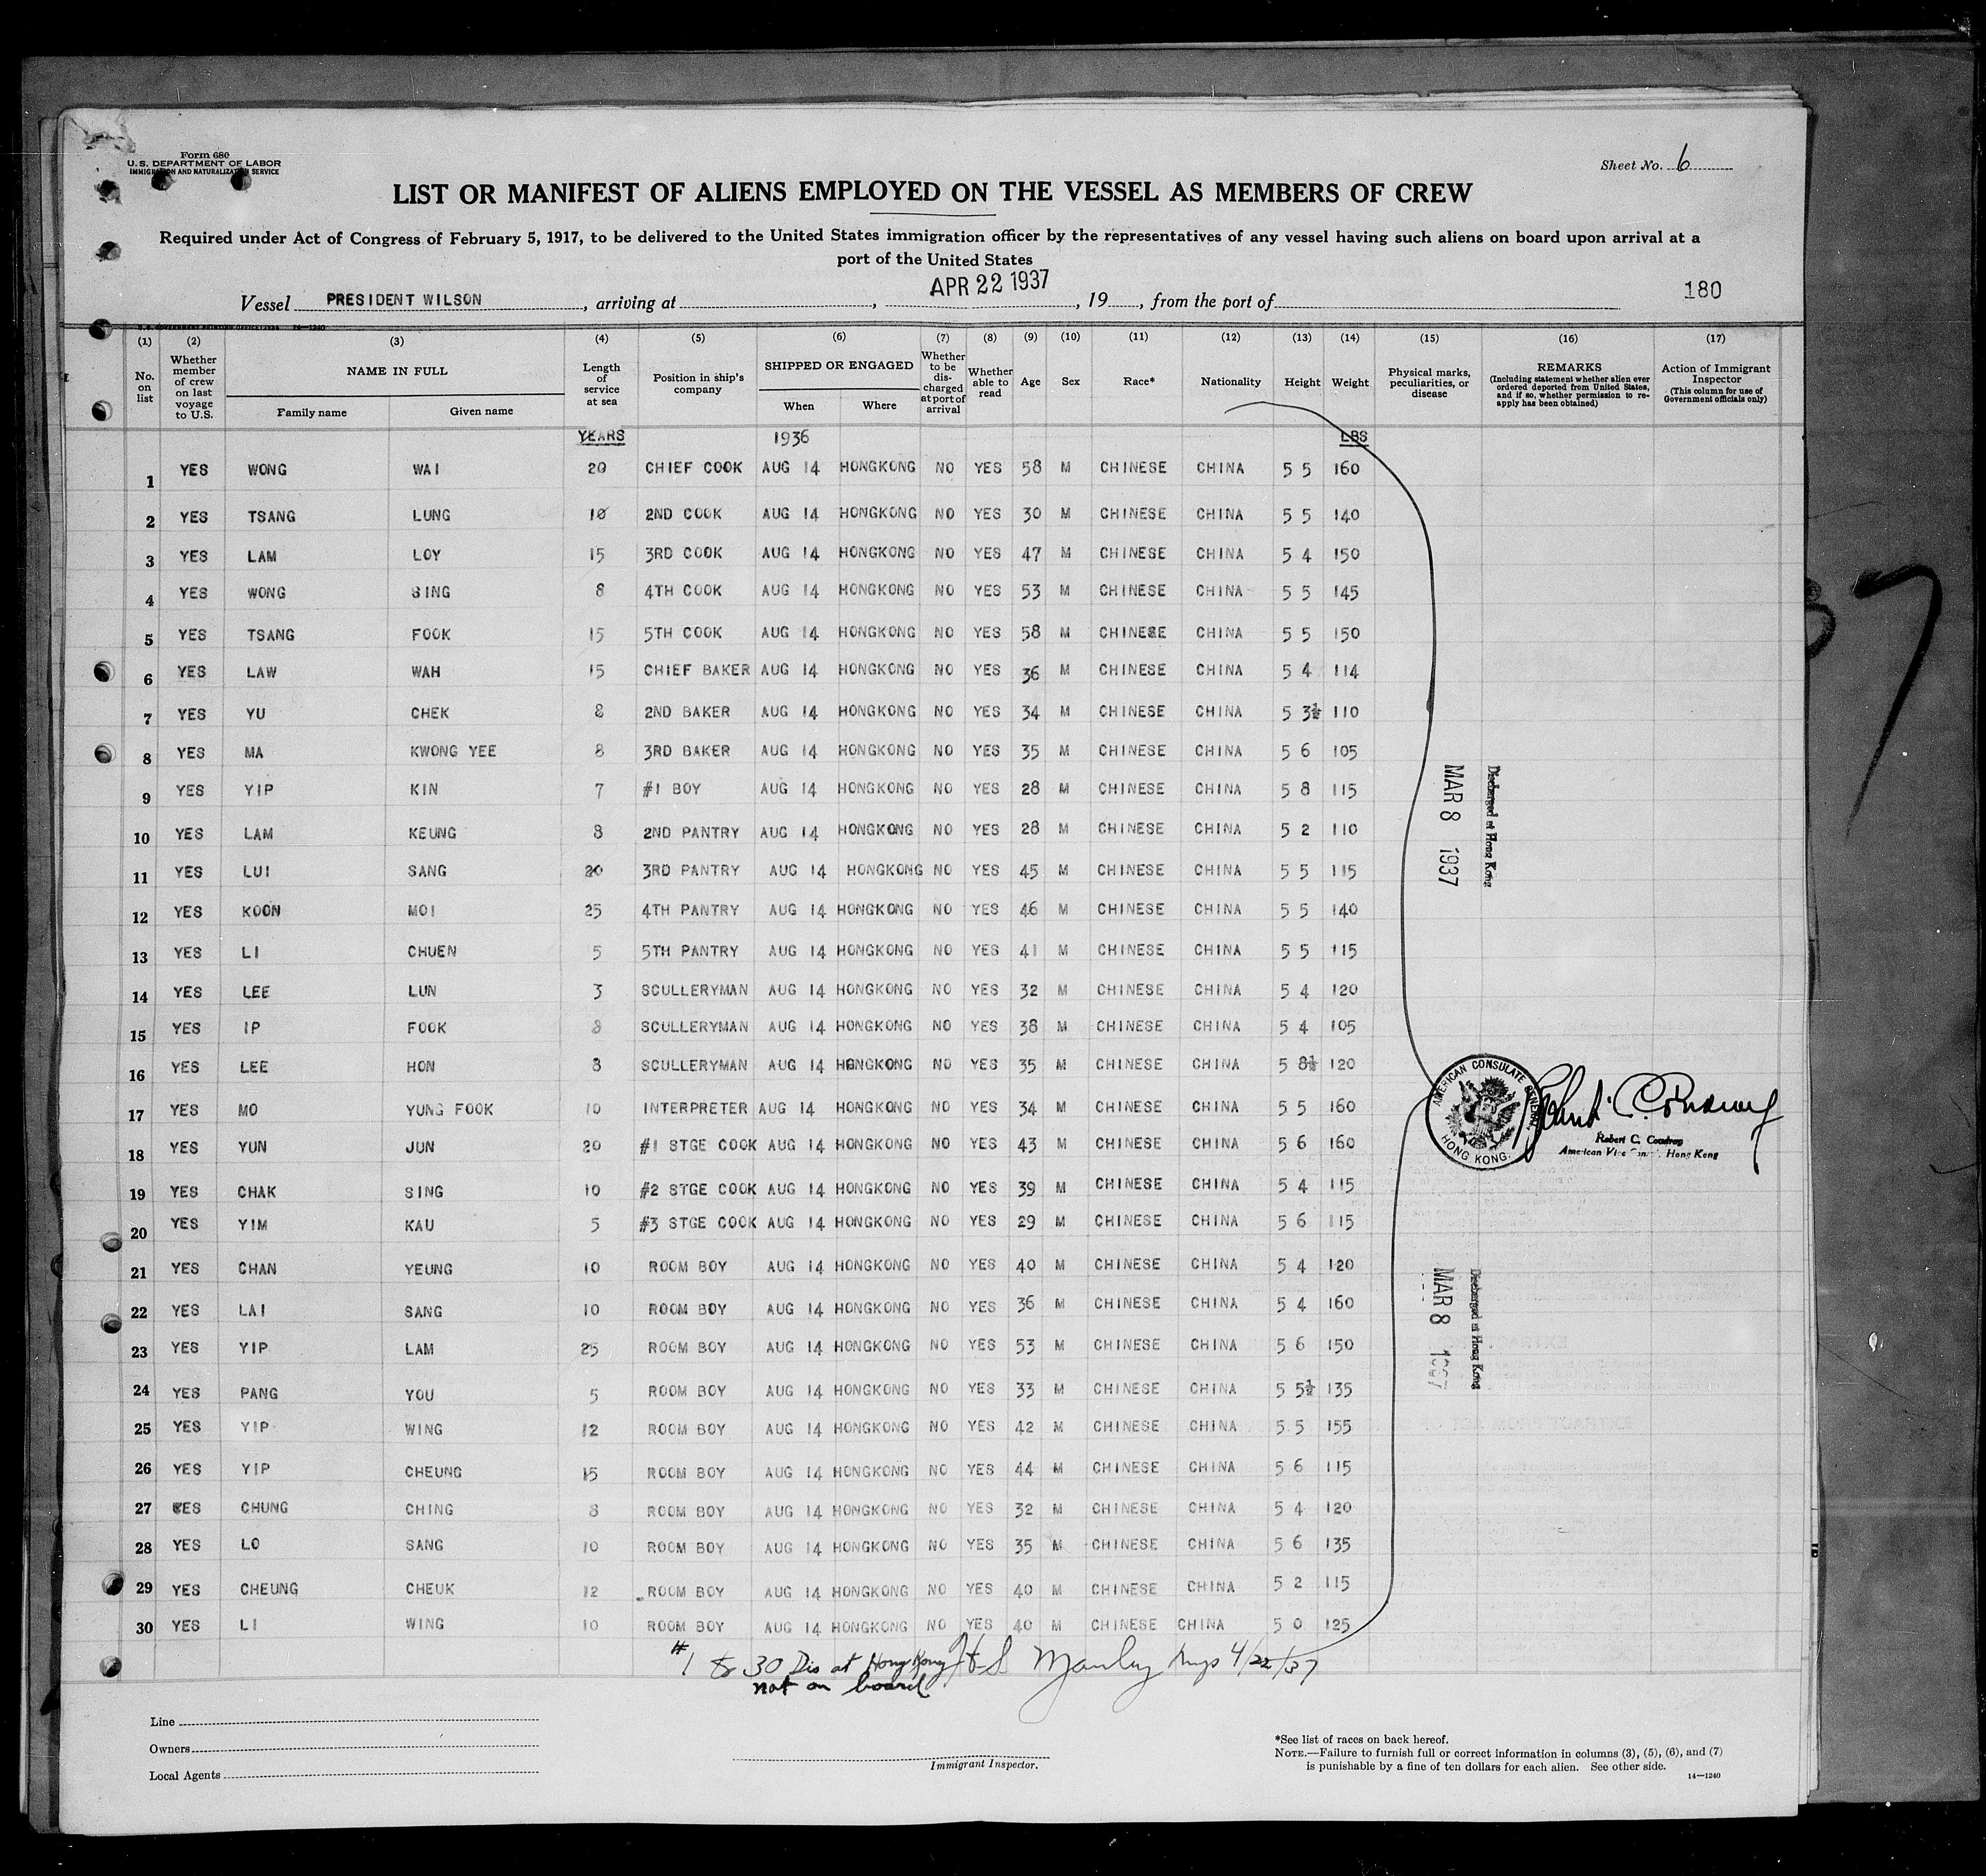 Form 680
U. S. DEPARTMENT OF LABOR
IMMIGRATION AND NATURALIZATION SERVICE
Sheet No. 6
LIST OR MANIFEST OF ALIENS EMPLOYED ON THE VESSEL AS MEMBERS OF CREW
Required under Act of Congress of February 5, 1917, to be delivered to the United States immigration officer by the representatives of any vessel having such aliens on board upon arrival at a
port of the United States
APR 22 1937
Vessel PRESIDENT WILSON, arriving at , , 19 , from the port of 180
14—1240
(1) (2) (3) (4) (5) (6) (7) (8) (9) (10) (11) (12) (13) (14) (15) (16) (17)
No. on list Whether member of crew on last voyage to U.S. NAME IN FULL Family name Given name Length of service at sea Position in ship's company SHIPPED OR ENGAGED When Where Whether to be discharged at port of arrival Whether able to read Age Sex Race* Nationality Height Weight Physical marks, peculiarities, or disease REMARKS (Including statement whether alien ever ordered deported from United States, and if so, whether permission to reapply has been obtained) Action of Immigrant Inspector (This column for use of Government officials only)
YEARS 1936 LBS
1 YES WONG WAI 20 CHIEF COOK AUG 14 HONGKONG NO YES 58 M CHINESE CHINA 5 5 160
2 YES TSANG LUNG 10 2ND COOK AUG 14 HONGKONG NO YES 30 M CHINESE CHINA 5 5 140
3 YES LAM LOY 15 3RD COOK AUG 14 HONGKONG NO YES 47 M CHINESE CHINA 5 4 150
4 YES WONG SING 8 4TH COOK AUG 14 HONGKONG NO YES 53 M CHINESE CHINA 5 5 145
5 YES TSANG FOOK 15 5TH COOK AUG 14 HONGKONG NO YES 58 M CHINESE CHINA 5 5 150
6 YES LAW WAH 15 CHIEF BAKER AUG 14 HONGKONG NO YES 36 M CHINESE CHINA 5 4 114
7 YES YU CHEK 8 2ND BAKER AUG 14 HONGKONG NO YES 34 M CHINESE CHINA 5 3½ 110
8 YES MA KWONG YEE 8 3RD BAKER AUG 14 HONGKONG NO YES 35 M CHINESE CHINA 5 6 105
9 YES YIP KIN 7 #1 BOY AUG 14 HONGKONG NO YES 28 M CHINESE CHINA 5 8 115
10 YES LAM KEUNG 8 2ND PANTRY AUG 14 HONGKONG NO YES 28 M CHINESE CHINA 5 2 110
11 YES LUI SANG 20 3RD PANTRY AUG 14 HONGKONG NO YES 45 M CHINESE CHINA 5 5 115
12 YES KOON MOI 25 4TH PANTRY AUG 14 HONGKONG NO YES 46 M CHINESE CHINA 5 5 140
13 YES LI CHUEN 5 5TH PANTRY AUG 14 HONGKONG NO YES 41 M CHINESE CHINA 5 5 115
14 YES LEE LUN 3 SCULLERYMAN AUG 14 HONGKONG NO YES 32 M CHINESE CHINA 5 4 120
15 YES IP FOOK 8 SCULLERYMAN AUG 14 HONGKONG NO YES 38 M CHINESE CHINA 5 4 105
16 YES LEE HON 8 SCULLERYMAN AUG 14 HONGKONG NO YES 35 M CHINESE CHINA 5 8½ 120
17 YES MO YUNG FOOK 10 INTERPRETER AUG 14 HONGKONG NO YES 34 M CHINESE CHINA 5 5 160
18 YES YUN JUN 20 #1 STGE COOK AUG 14 HONGKONG NO YES 43 M CHINESE CHINA 5 6 160
19 YES CHAK SING 10 #2 STGE COOK AUG 14 HONGKONG NO YES 39 M CHINESE CHINA 5 4 115
20 YES YIM KAU 5 #3 STGE COOK AUG 14 HONGKONG NO YES 29 M CHINESE CHINA 5 6 115
21 YES CHAN YEUNG 10 ROOM BOY AUG 14 HONGKONG NO YES 40 M CHINESE CHINA 5 4 120
22 YES LAI SANG 10 ROOM BOY AUG 14 HONGKONG NO YES 36 M CHINESE CHINA 5 4 160
23 YES YIP LAM 25 ROOM BOY AUG 14 HONGKONG NO YES 53 M CHINESE CHINA 5 6 150
24 YES PANG YOU 5 ROOM BOY AUG 14 HONGKONG NO YES 33 M CHINESE CHINA 5 5½ 135
25 YES YIP WING 12 ROOM BOY AUG 14 HONGKONG NO YES 42 M CHINESE CHINA 5 5 155
26 YES YIP CHEUNG 15 ROOM BOY AUG 14 HONGKONG NO YES 44 M CHINESE CHINA 5 6 115
27 YES CHUNG CHING 8 ROOM BOY AUG 14 HONGKONG NO YES 32 M CHINESE CHINA 5 4 120
28 YES LO SANG 10 ROOM BOY AUG 14 HONGKONG NO YES 35 M CHINESE CHINA 5 6 135
29 YES CHEUNG CHEUK 12 ROOM BOY AUG 14 HONGKONG NO YES 40 M CHINESE CHINA 5 2 115
30 YES LI WING 10 ROOM BOY AUG 14 HONGKONG NO YES 40 M CHINESE CHINA 5 0 125
Discharged at Hong Kong
MAR 8 1937
AMERICAN CONSULATE GENERAL
HONG KONG.
Robert C. Coudray
American Vice Consul, Hong Kong
Discharged at Hong Kong
MAR 8 1937
#1 to 30 Dis at Hong Kong H S Manley Insp 4/22/37
not on board
Line
Owners
Local Agents
Immigrant Inspector.
*See list of races on back hereof.
NOTE.—Failure to furnish full or correct information in columns (3), (5), (6), and (7)
is punishable by a fine of ten dollars for each alien. See other side.
14—1240